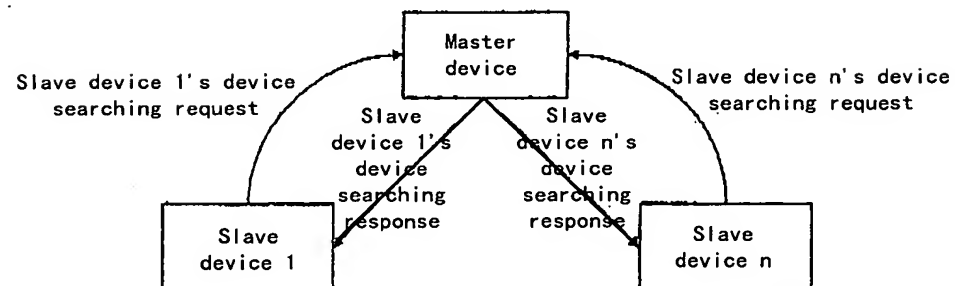 Master
device
Slave device 1's device
searching request
Slave device n's device
searching request
Slave
device 1's
device
searching
response
Slave
device n's
device
searching
response
Slave
device 1
Slave
device n